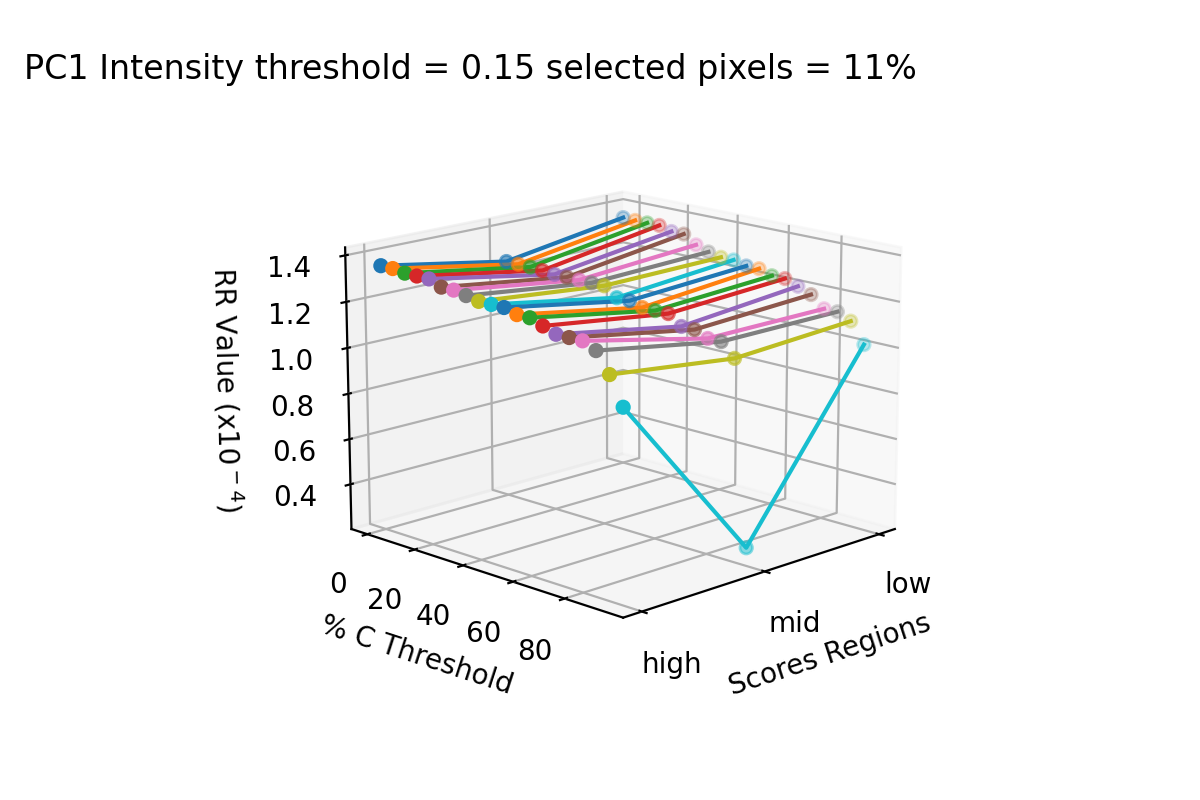 PC1 Intensity threshold = 0.15 selected pixels = 11%
RR Value (x10⁻⁴)
1.4
1.2
1.0
0.8
0.6
0.4
0
20
40
60
80
% C Threshold
high
mid
low
Scores Regions